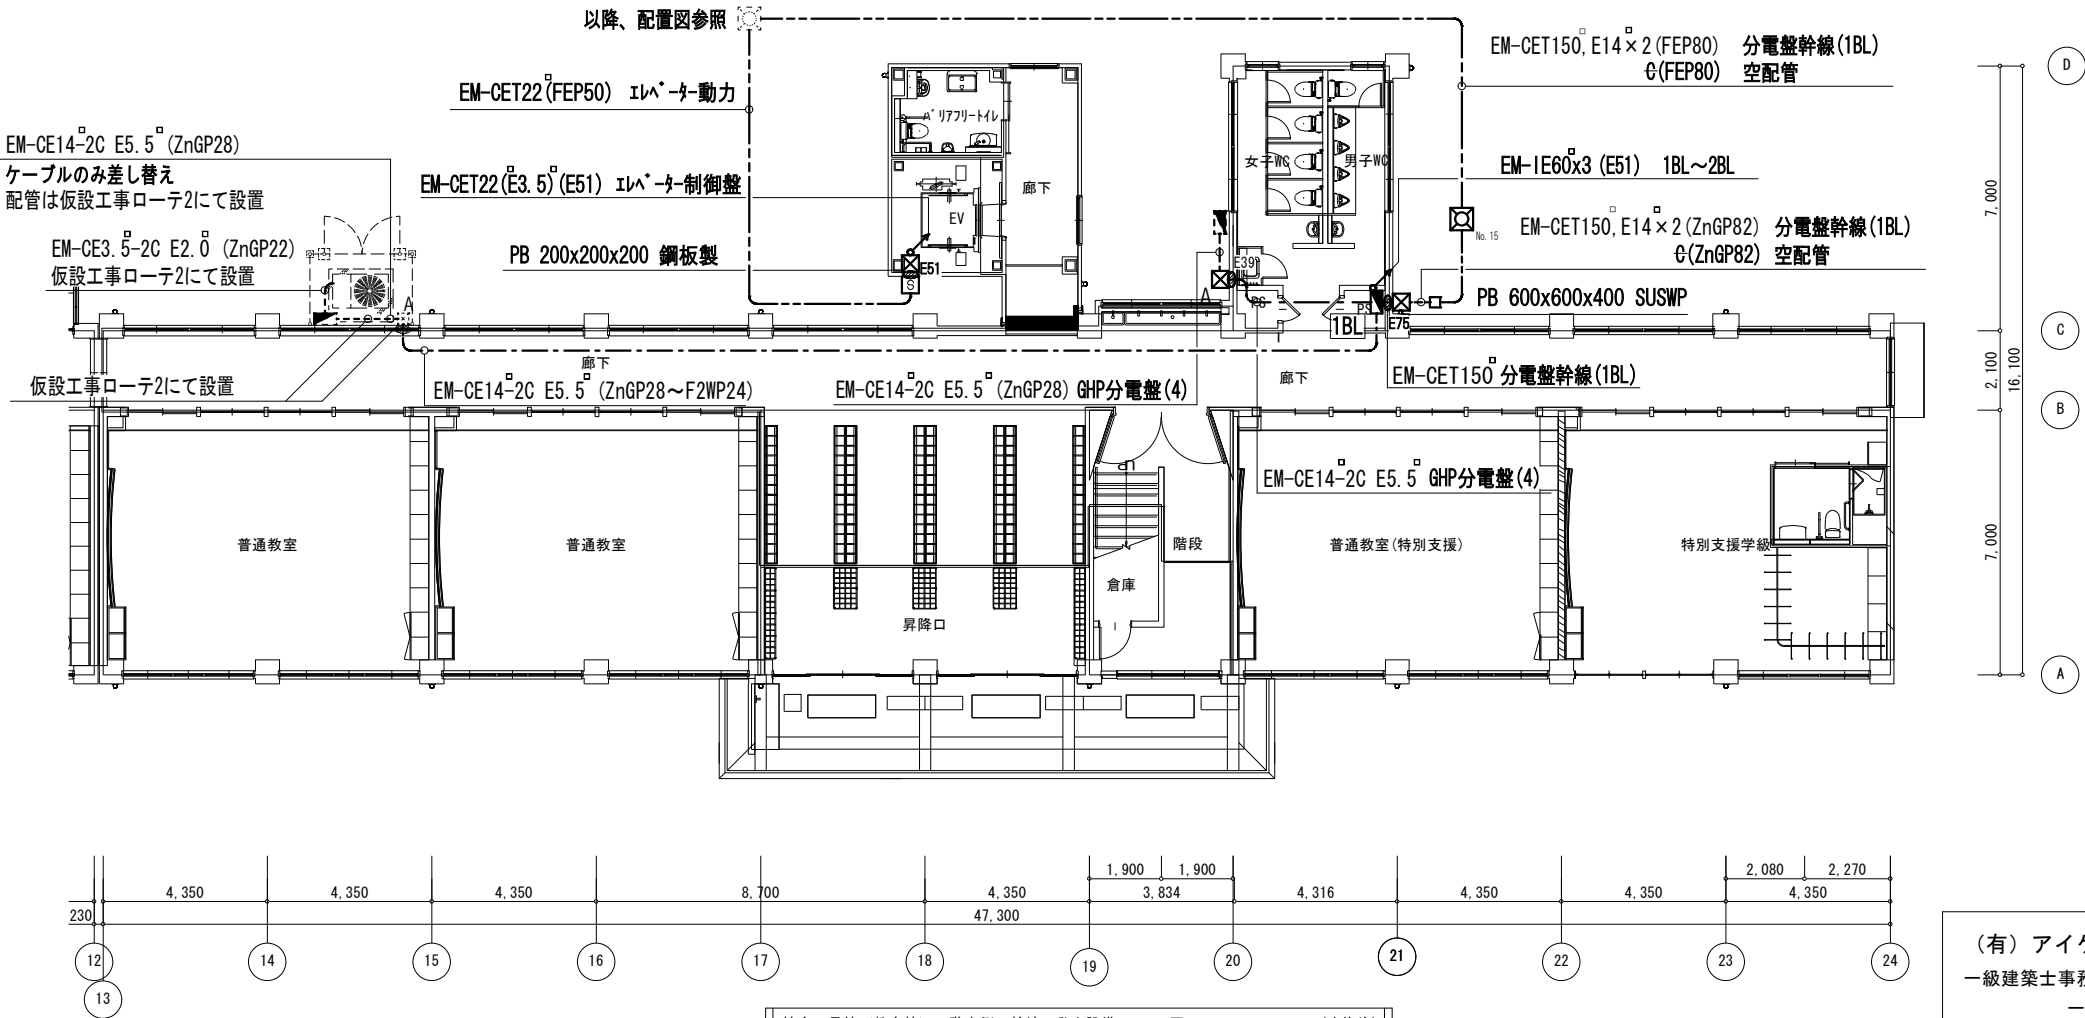 以降、配置図参照
EM-CET150□,E14□×2(FEP80) 分電盤幹線(1BL)
C(FEP80) 空配管
D
EM-CET22□(FEP50) エレベーター動力
バリアフリートイレ
EM-CE14□-2C E5.5□(ZnGP28)
ケーブルのみ差し替え
配管は仮設工事ローテ2にて設置
女子WC
男子WC
EM-IE60□x3 (E51) 1BL～2BL
EM-CET22□(E3.5□)(E51) エレベーター制御盤
廊下
7,000
EV
No.15
EM-CET150□,E14□×2(ZnGP82) 分電盤幹線(1BL)
C(ZnGP82) 空配管
EM-CE3.5□-2C E2.0□ (ZnGP22)
仮設工事ローテ2にて設置
PB 200x200x200 鋼板製
E51
S
E39
A
A
PS
PS
PB 600x600x400 SUSWP
1BL
E75
C
廊下
廊下
2,100
16,100
仮設工事ローテ2にて設置
EM-CE14□-2C E5.5□(ZnGP28～F2WP24)
EM-CE14□-2C E5.5□(ZnGP28) GHP分電盤(4)
EM-CET150□ 分電盤幹線(1BL)
B
dn
EM-CE14□-2C E5.5□ GHP分電盤(4)
普通教室
普通教室
階段
普通教室(特別支援)
特別支援学級
7,000
倉庫
昇降口
A
1,900
1,900
2,080
2,270
4,350
4,350
4,350
8,700
4,350
3,834
4,316
4,350
4,350
4,350
230
47,300
12
13
14
15
16
17
18
19
20
21
22
23
24
（有）アイ
一級建築士事務